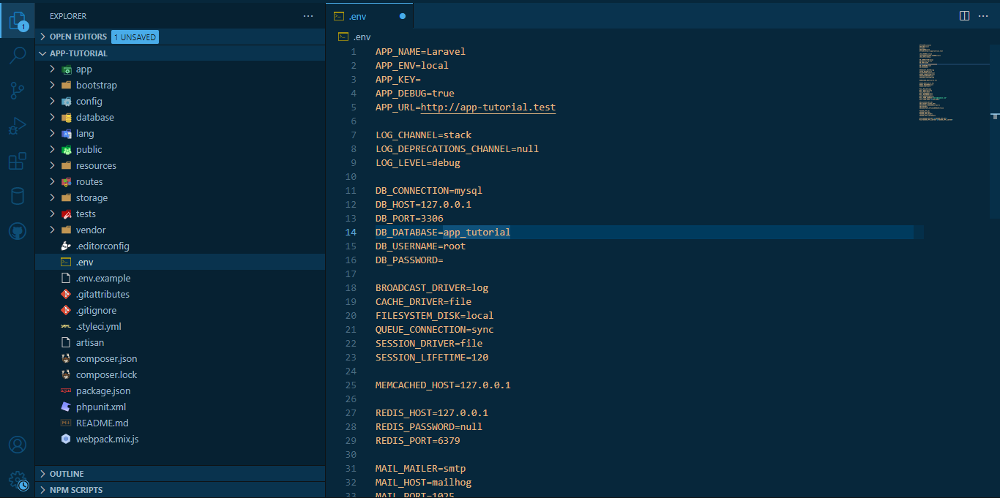 EXPLORER
OPEN EDITORS 1 UNSAVED
APP-TUTORIAL
app
bootstrap
config
database
lang
public
resources
routes
storage
tests
vendor
.editorconfig
.env
.env.example
.gitattributes
.gitignore
.styleci.yml
artisan
composer.json
composer.lock
package.json
phpunit.xml
README.md
webpack.mix.js
OUTLINE
NPM SCRIPTS
1
.env
.env
1 APP_NAME=Laravel
2 APP_ENV=local
3 APP_KEY=
4 APP_DEBUG=true
5 APP_URL=http://app-tutorial.test
6
7 LOG_CHANNEL=stack
8 LOG_DEPRECATIONS_CHANNEL=null
9 LOG_LEVEL=debug
10
11 DB_CONNECTION=mysql
12 DB_HOST=127.0.0.1
13 DB_PORT=3306
14 DB_DATABASE=app_tutorial
15 DB_USERNAME=root
16 DB_PASSWORD=
17
18 BROADCAST_DRIVER=log
19 CACHE_DRIVER=file
20 FILESYSTEM_DISK=local
21 QUEUE_CONNECTION=sync
22 SESSION_DRIVER=file
23 SESSION_LIFETIME=120
24
25 MEMCACHED_HOST=127.0.0.1
26
27 REDIS_HOST=127.0.0.1
28 REDIS_PASSWORD=null
29 REDIS_PORT=6379
30
31 MAIL_MAILER=smtp
32 MAIL_HOST=mailhog
33 MAIL_PORT=1025